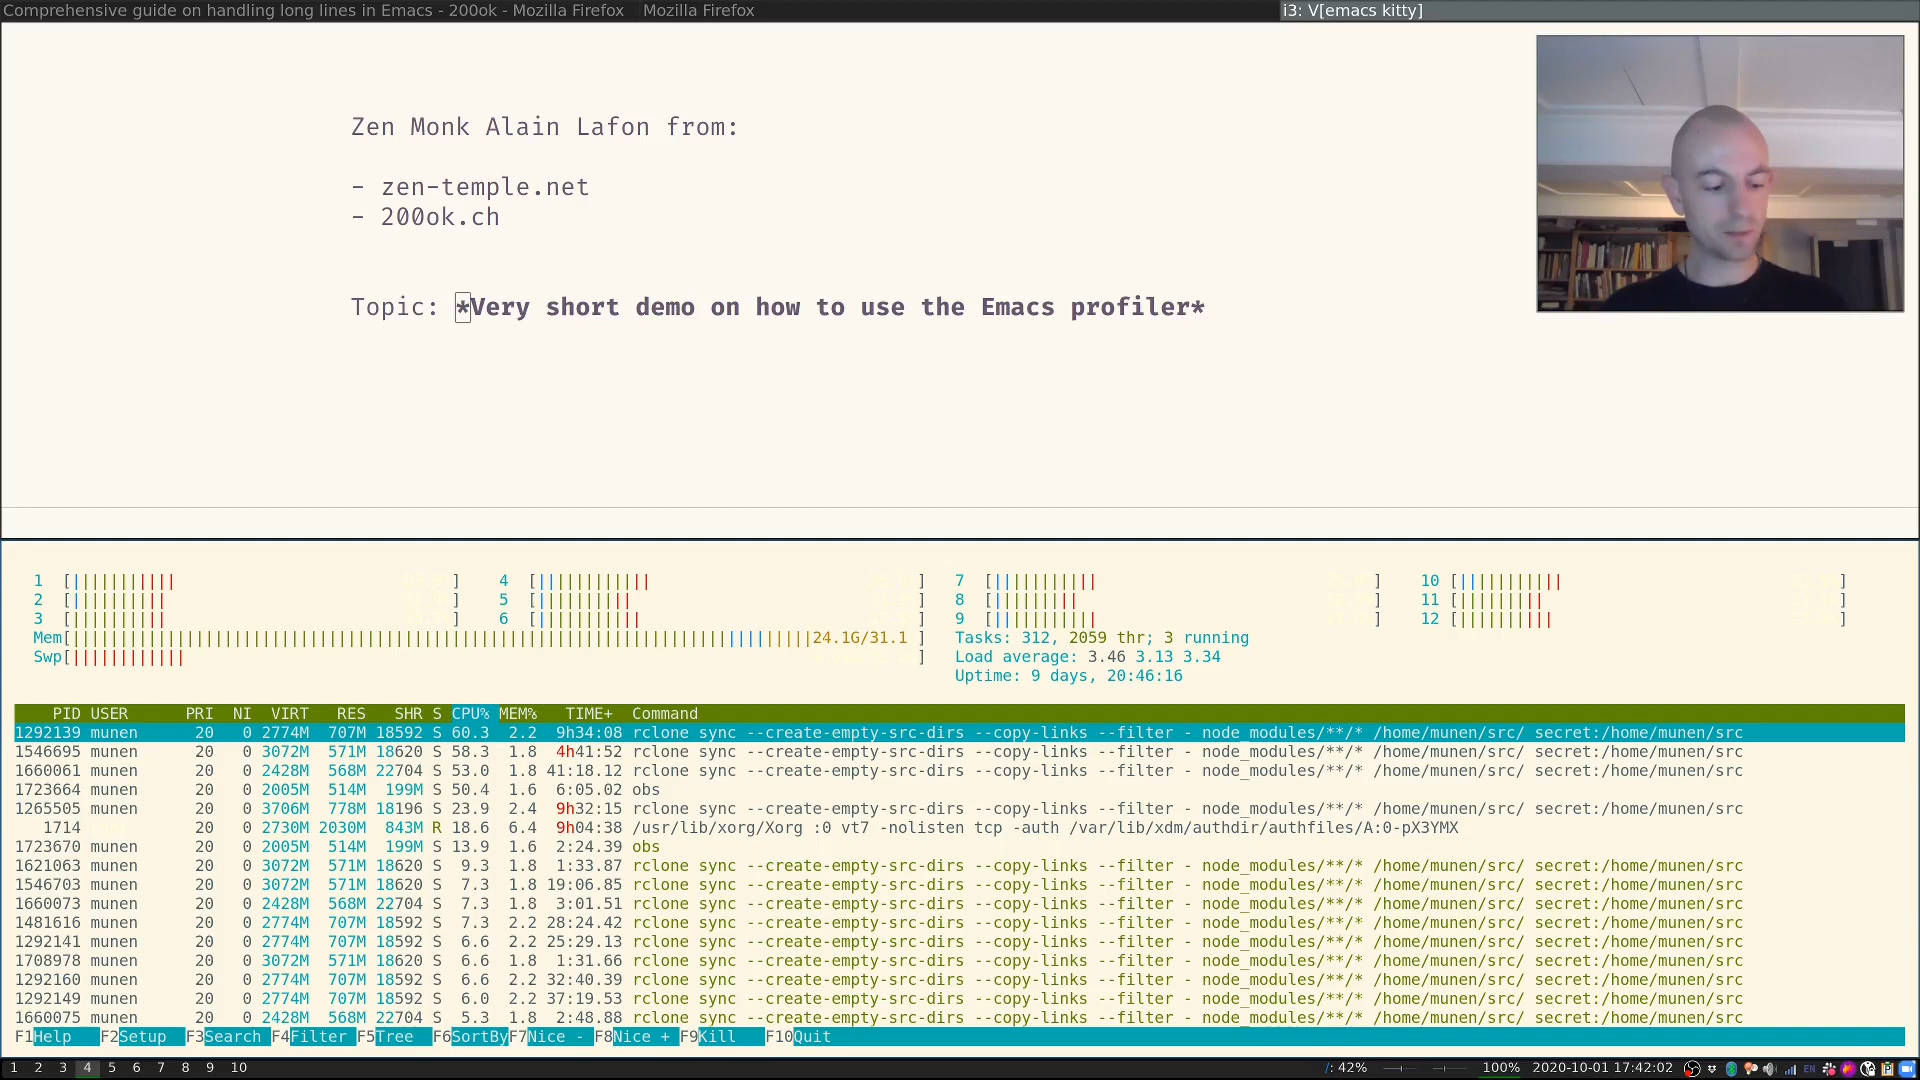 Comprehensive guide on handling long lines in Emacs - 200ok - Mozilla Firefox Mozilla Firefox i3: V[emacs kitty]
Zen Monk Alain Lafon from:
- zen-temple.net
- 200ok.ch
Topic: *Very short demo on how to use the Emacs profiler*
1 [||||||||||||] 4 [||||||||||||] 7 [||||||||||||] 10 [|||||||||||]
2 [|||||||||||] 5 [||||||||||] 8 [||||||||||] 11 [|||||||||]
3 [|||||||||||] 6 [|||||||||||] 9 [||||||||||||] 12 [||||||||||]
Mem[||||||||||||||||||||||||||||||||||||||||||||||||||||||||||||||||||||||||||||||24.1G/31.1 ] Tasks: 312, 2059 thr; 3 running
Swp[||||||||||||] Load average: 3.46 3.13 3.34
Uptime: 9 days, 20:46:16
PID USER PRI NI VIRT RES SHR S CPU% MEM% TIME+ Command
1292139 munen 20 0 2774M 707M 18592 S 60.3 2.2 9h34:08 rclone sync --create-empty-src-dirs --copy-links --filter - node_modules/**/* /home/munen/src/ secret:/home/munen/src
1546695 munen 20 0 3072M 571M 18620 S 58.3 1.8 4h41:52 rclone sync --create-empty-src-dirs --copy-links --filter - node_modules/**/* /home/munen/src/ secret:/home/munen/src
1660061 munen 20 0 2428M 568M 22704 S 53.0 1.8 41:18.12 rclone sync --create-empty-src-dirs --copy-links --filter - node_modules/**/* /home/munen/src/ secret:/home/munen/src
1723664 munen 20 0 2005M 514M 199M S 50.4 1.6 6:05.02 obs
1265505 munen 20 0 3706M 778M 18196 S 23.9 2.4 9h32:15 rclone sync --create-empty-src-dirs --copy-links --filter - node_modules/**/* /home/munen/src/ secret:/home/munen/src
1714 20 0 2730M 2030M 843M R 18.6 6.4 9h04:38 /usr/lib/xorg/Xorg :0 vt7 -nolisten tcp -auth /var/lib/xdm/authdir/authfiles/A:0-pX3YMX
1723670 munen 20 0 2005M 514M 199M S 13.9 1.6 2:24.39 obs
1621063 munen 20 0 3072M 571M 18620 S 9.3 1.8 1:33.87 rclone sync --create-empty-src-dirs --copy-links --filter - node_modules/**/* /home/munen/src/ secret:/home/munen/src
1546703 munen 20 0 3072M 571M 18620 S 7.3 1.8 19:06.85 rclone sync --create-empty-src-dirs --copy-links --filter - node_modules/**/* /home/munen/src/ secret:/home/munen/src
1660073 munen 20 0 2428M 568M 22704 S 7.3 1.8 3:01.51 rclone sync --create-empty-src-dirs --copy-links --filter - node_modules/**/* /home/munen/src/ secret:/home/munen/src
1481616 munen 20 0 2774M 707M 18592 S 7.3 2.2 28:24.42 rclone sync --create-empty-src-dirs --copy-links --filter - node_modules/**/* /home/munen/src/ secret:/home/munen/src
1292141 munen 20 0 2774M 707M 18592 S 6.6 2.2 25:29.13 rclone sync --create-empty-src-dirs --copy-links --filter - node_modules/**/* /home/munen/src/ secret:/home/munen/src
1708978 munen 20 0 3072M 571M 18620 S 6.6 1.8 1:31.66 rclone sync --create-empty-src-dirs --copy-links --filter - node_modules/**/* /home/munen/src/ secret:/home/munen/src
1292160 munen 20 0 2774M 707M 18592 S 6.6 2.2 32:40.39 rclone sync --create-empty-src-dirs --copy-links --filter - node_modules/**/* /home/munen/src/ secret:/home/munen/src
1292149 munen 20 0 2774M 707M 18592 S 6.0 2.2 37:19.53 rclone sync --create-empty-src-dirs --copy-links --filter - node_modules/**/* /home/munen/src/ secret:/home/munen/src
1660075 munen 20 0 2428M 568M 22704 S 5.3 1.8 2:48.88 rclone sync --create-empty-src-dirs --copy-links --filter - node_modules/**/* /home/munen/src/ secret:/home/munen/src
F1Help F2Setup F3Search F4Filter F5Tree F6SortBy F7Nice - F8Nice + F9Kill F10Quit
1 2 3 4 5 6 7 8 9 10 /: 42% 100% 2020-10-01 17:42:02 EN